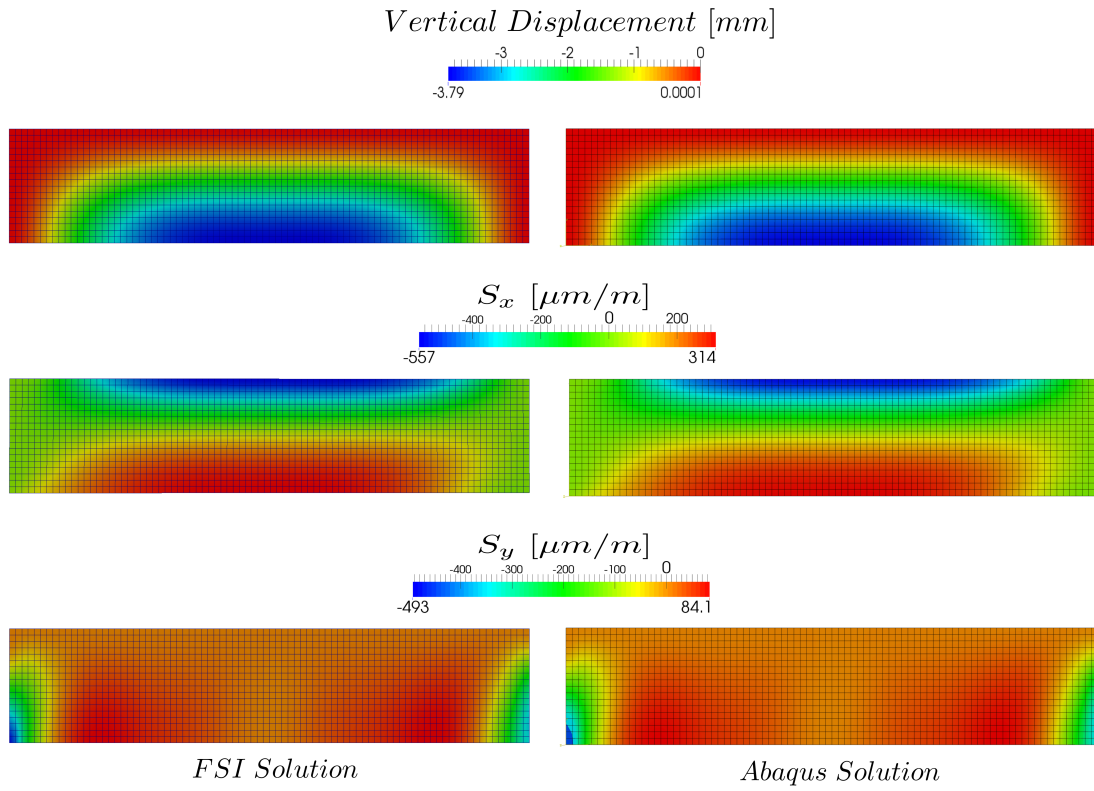 Vertical Displacement [mm]
-3 -2 -1 0
-3.79 0.0001
S_x [μm/m]
-400 -200 0 200
-557 314
S_y [μm/m]
-400 -300 -200 -100 0
-493 84.1
FSI Solution Abaqus Solution